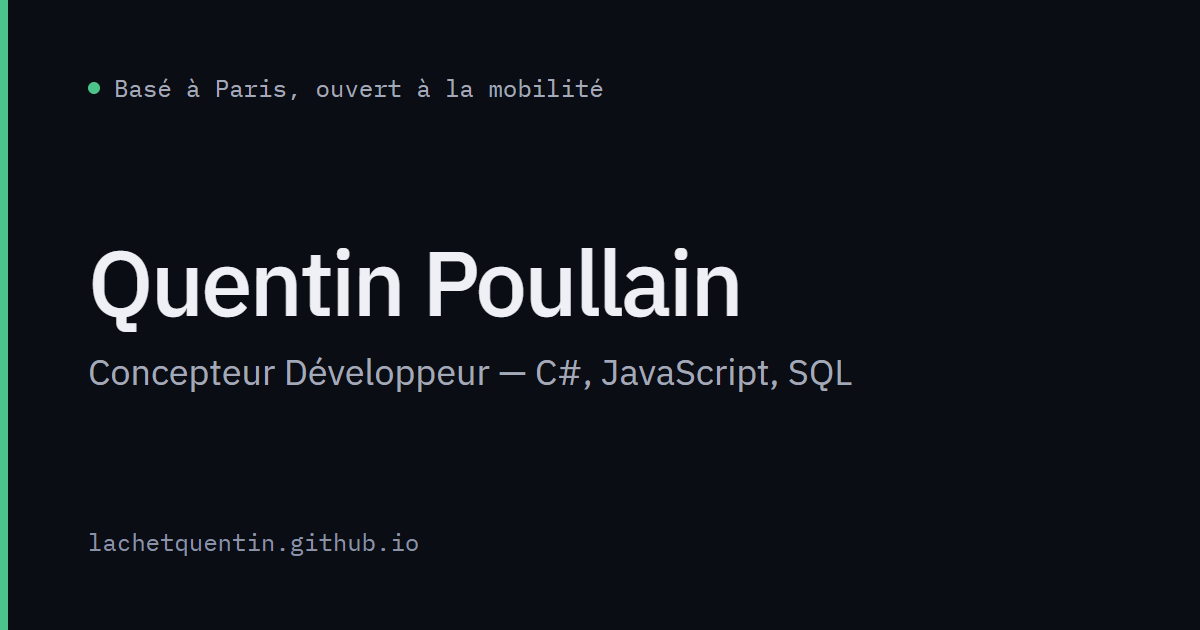 Basé à Paris, ouvert à la mobilité
Quentin Poullain
Concepteur Développeur — C#, JavaScript, SQL
lachetquentin.github.io